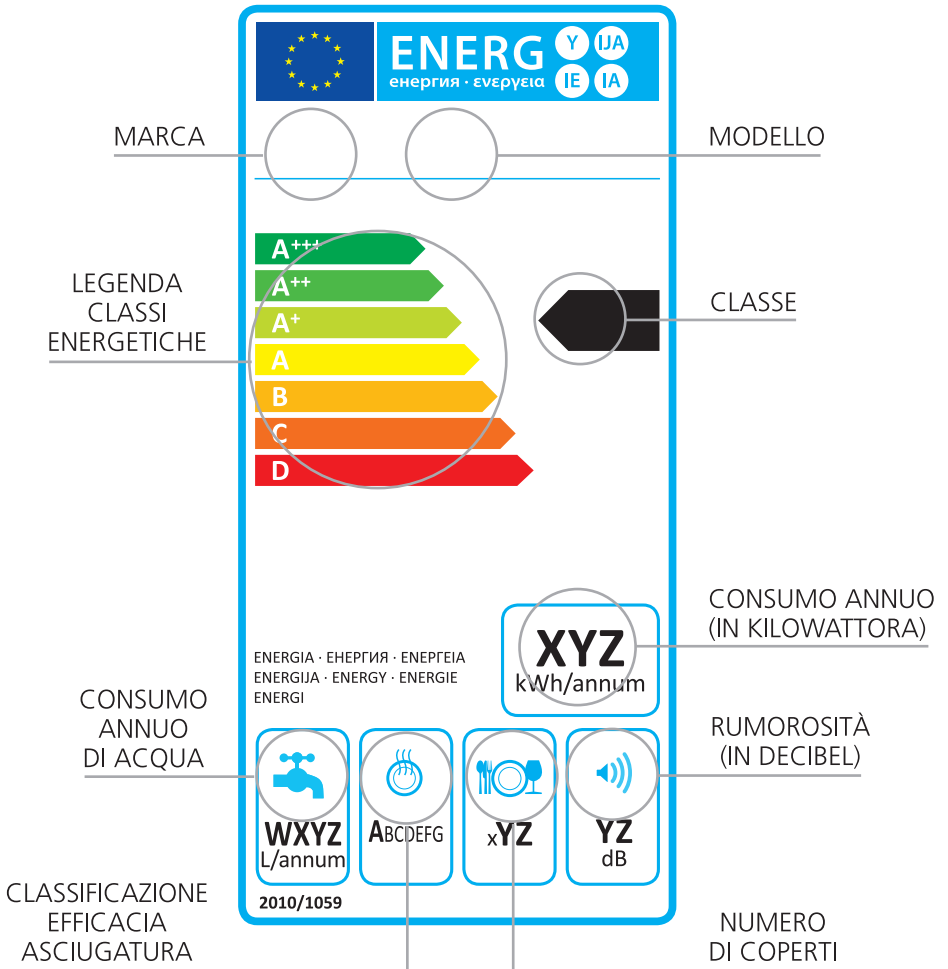 ENERG Y IJA
енергия · ενεργεια IE IA
MARCA
MODELLO
A+++
A++
A+
A
B
C
D
LEGENDA
CLASSI
ENERGETICHE
CLASSE
XYZ
kWh/annum
CONSUMO ANNUO
(IN KILOWATTORA)
ENERGIA · ЕНЕРГИЯ · ΕΝΕΡΓΕΙΑ
ENERGIJA · ENERGY · ENERGIE
ENERGI
CONSUMO
ANNUO
DI ACQUA
RUMOROSITÀ
(IN DECIBEL)
WXYZ
L/annum
ABCDEFG
xYZ
YZ
dB
2010/1059
CLASSIFICAZIONE
EFFICACIA
ASCIUGATURA
NUMERO
DI COPERTI